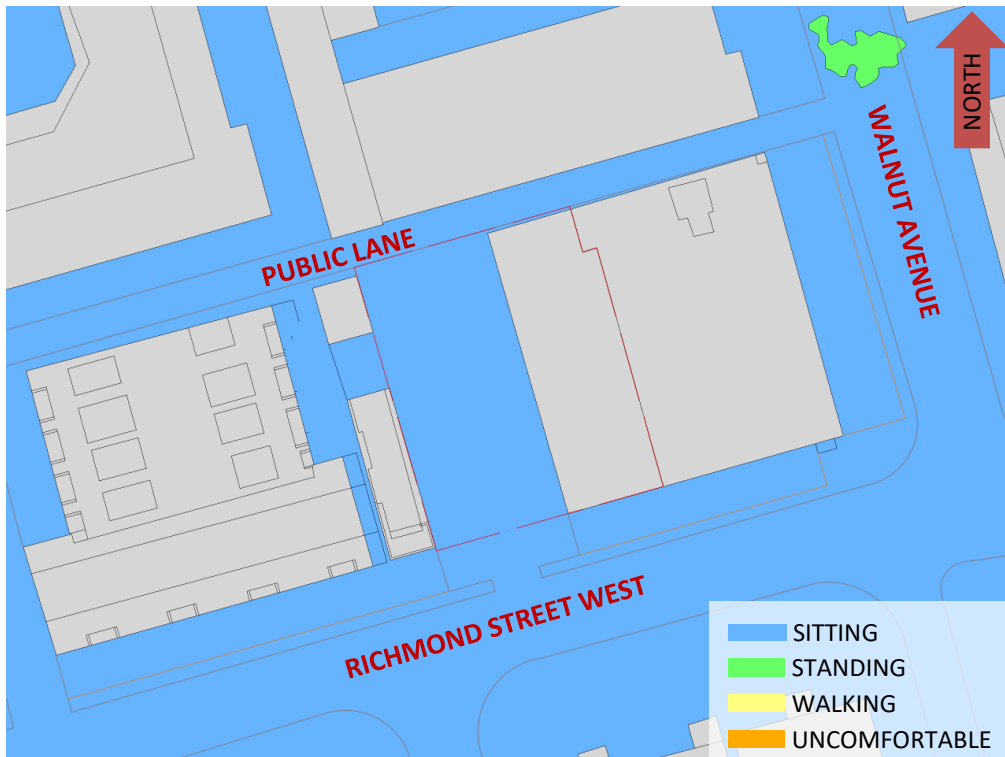 NORTH
WALNUT AVENUE
PUBLIC LANE
RICHMOND STREET WEST
SITTING
STANDING
WALKING
UNCOMFORTABLE